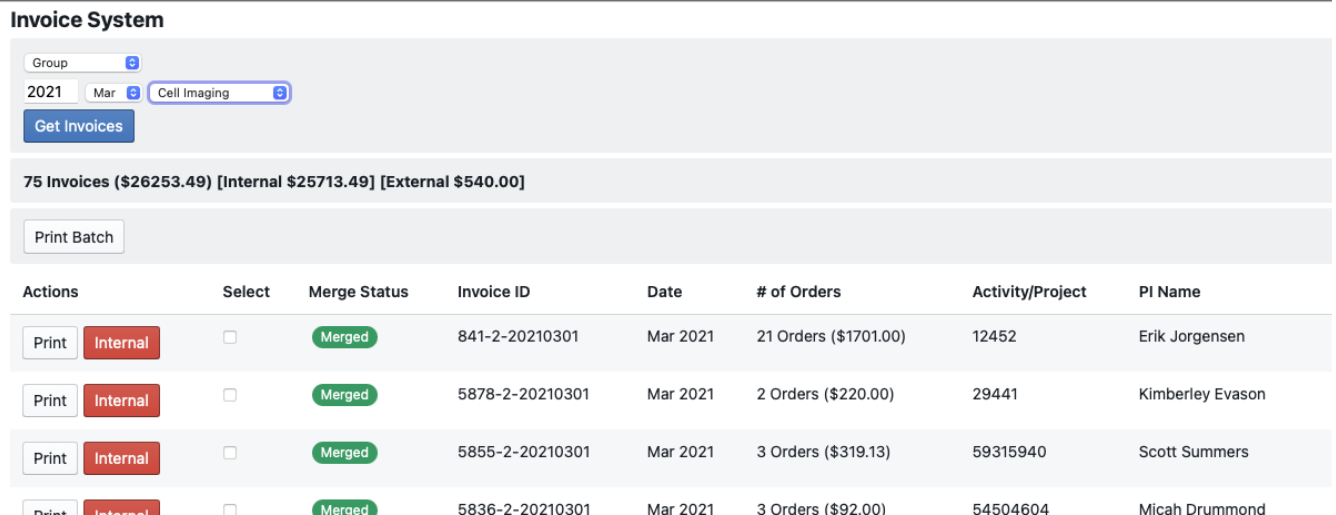 Invoice System
Group
2021 Mar Cell Imaging
Get Invoices
75 Invoices ($26253.49) [Internal $25713.49] [External $540.00]
Print Batch
Actions Select Merge Status Invoice ID Date # of Orders Activity/Project PI Name
Print Internal Merged 841-2-20210301 Mar 2021 21 Orders ($1701.00) 12452 Erik Jorgensen
Print Internal Merged 5878-2-20210301 Mar 2021 2 Orders ($220.00) 29441 Kimberley Evason
Print Internal Merged 5855-2-20210301 Mar 2021 3 Orders ($319.13) 59315940 Scott Summers
Print Internal Merged 5836-2-20210301 Mar 2021 3 Orders ($92.00) 54504604 Micah Drummond